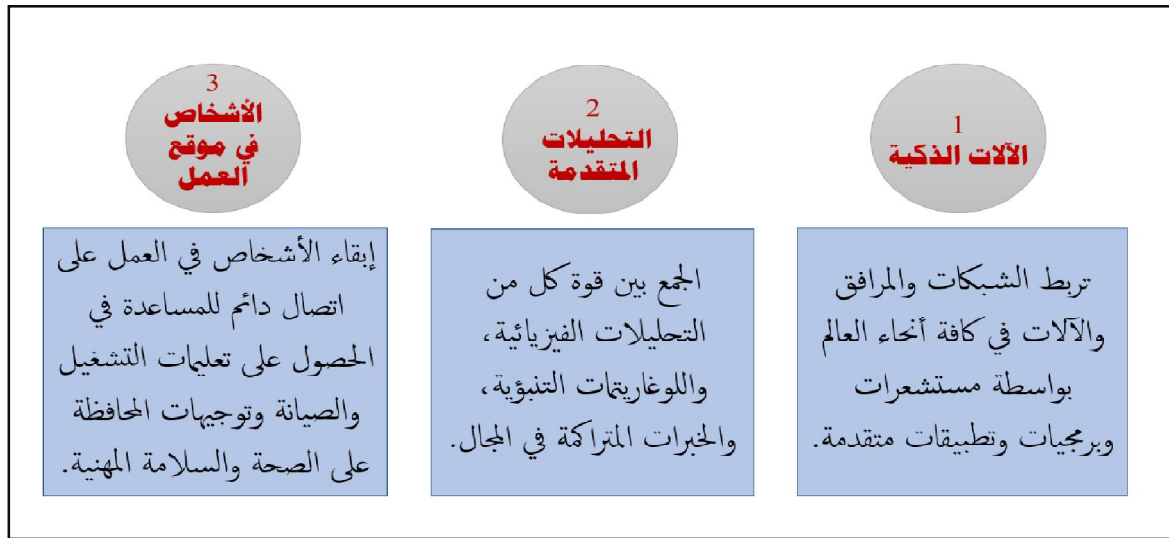 1
الآلات الذكية
تربط الشبكات والمرافق
والآلات في كافة أنحاء العالم
بواسطة مستشعرات
وبرمجيات وتطبيقات متقدمة.
2
التحليلات
المتقدمة
الجمع بين قوة كل من
التحليلات الفيزيائية،
واللوغاريتمات التنبؤية،
والخبرات المتراكمة في المجال.
3
الأشخاص
في موقع
العمل
إبقاء الأشخاص في العمل على
اتصال دائم للمساعدة في
الحصول على تعليمات التشغيل
والصيانة وتوجيهات المحافظة
على الصحة والسلامة المهنية.